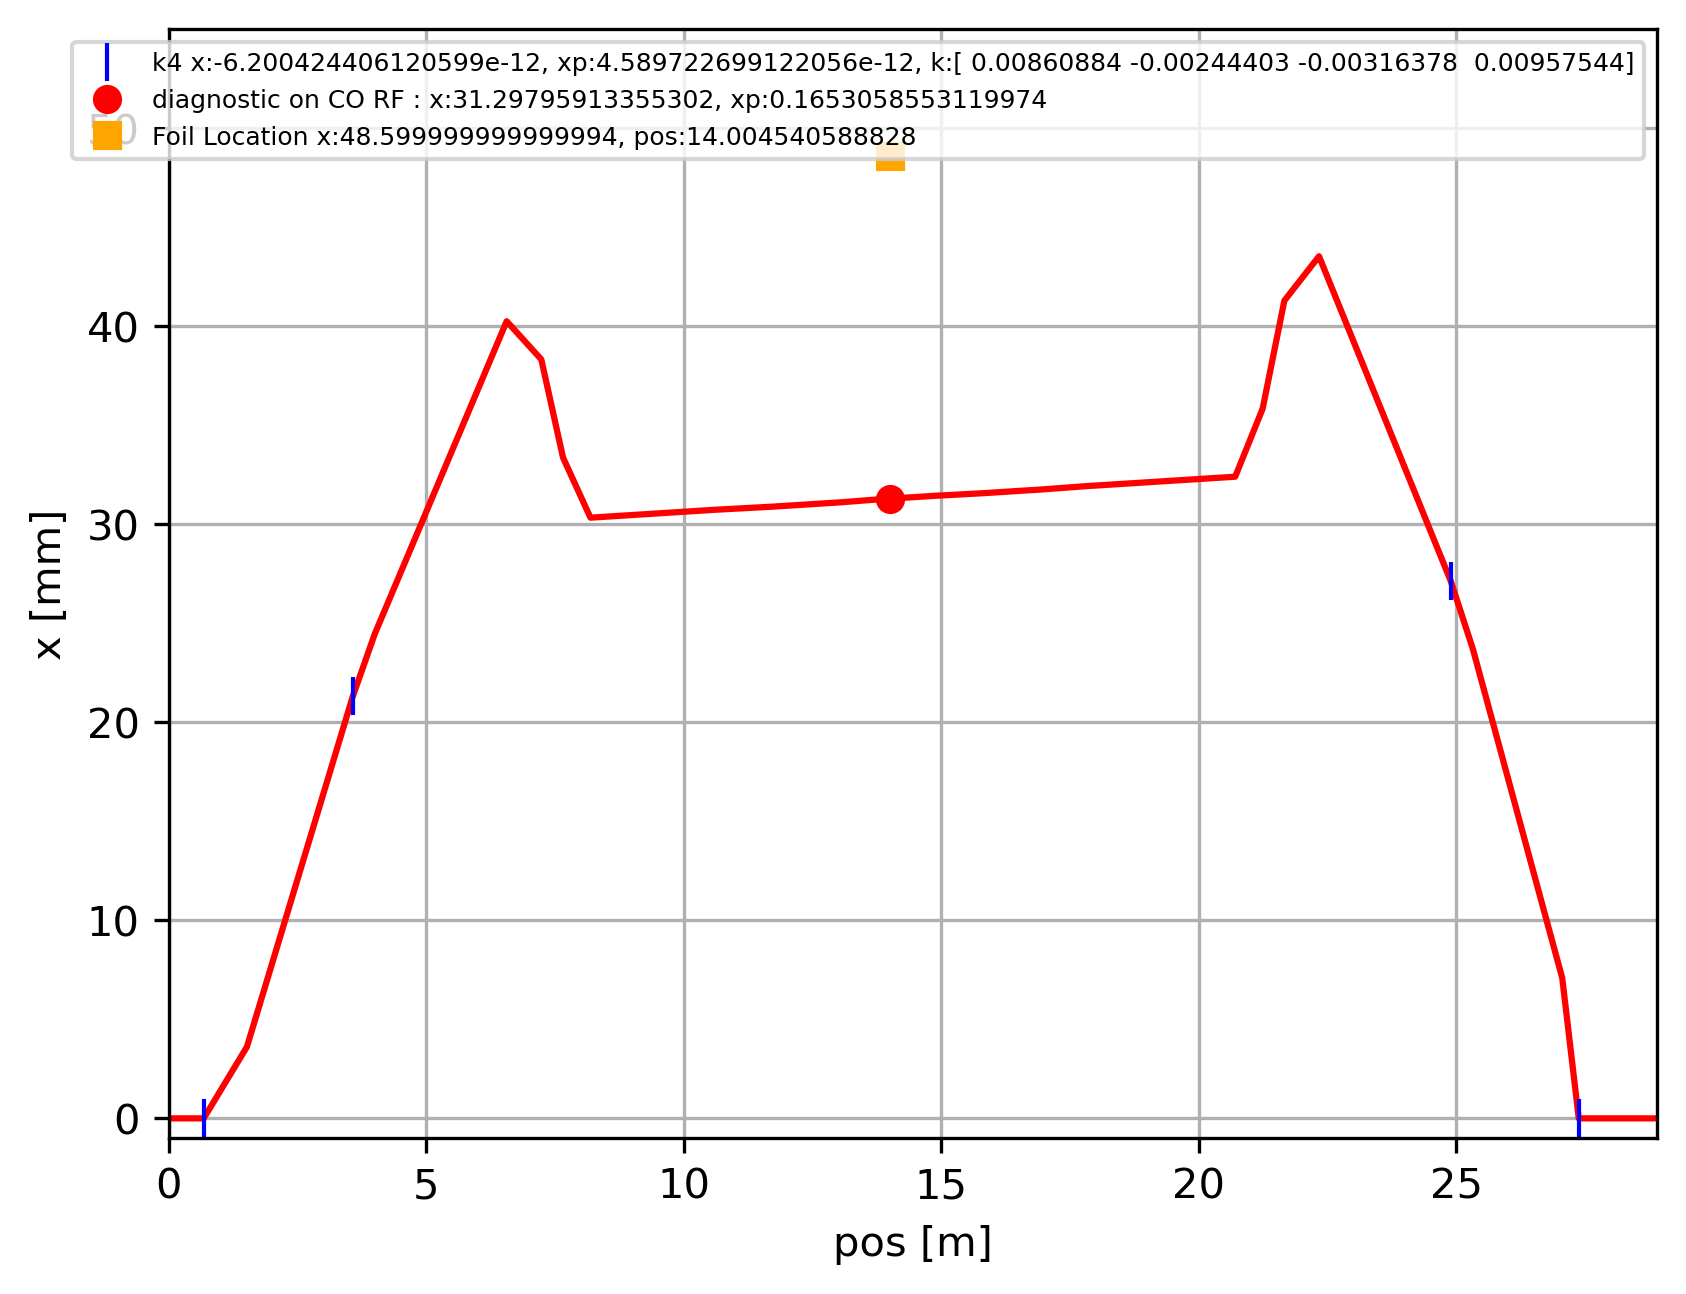 k4 x:-6.200424406120599e-12, xp:4.589722699122056e-12, k:[ 0.00860884 -0.00244403 -0.00316378  0.00957544]
diagnostic on CO RF : x:31.29795913355302, xp:0.1653058553119974
Foil Location x:48.599999999999994, pos:14.004540588828
50
40
30
20
10
0
x [mm]
0 5 10 15 20 25
pos [m]